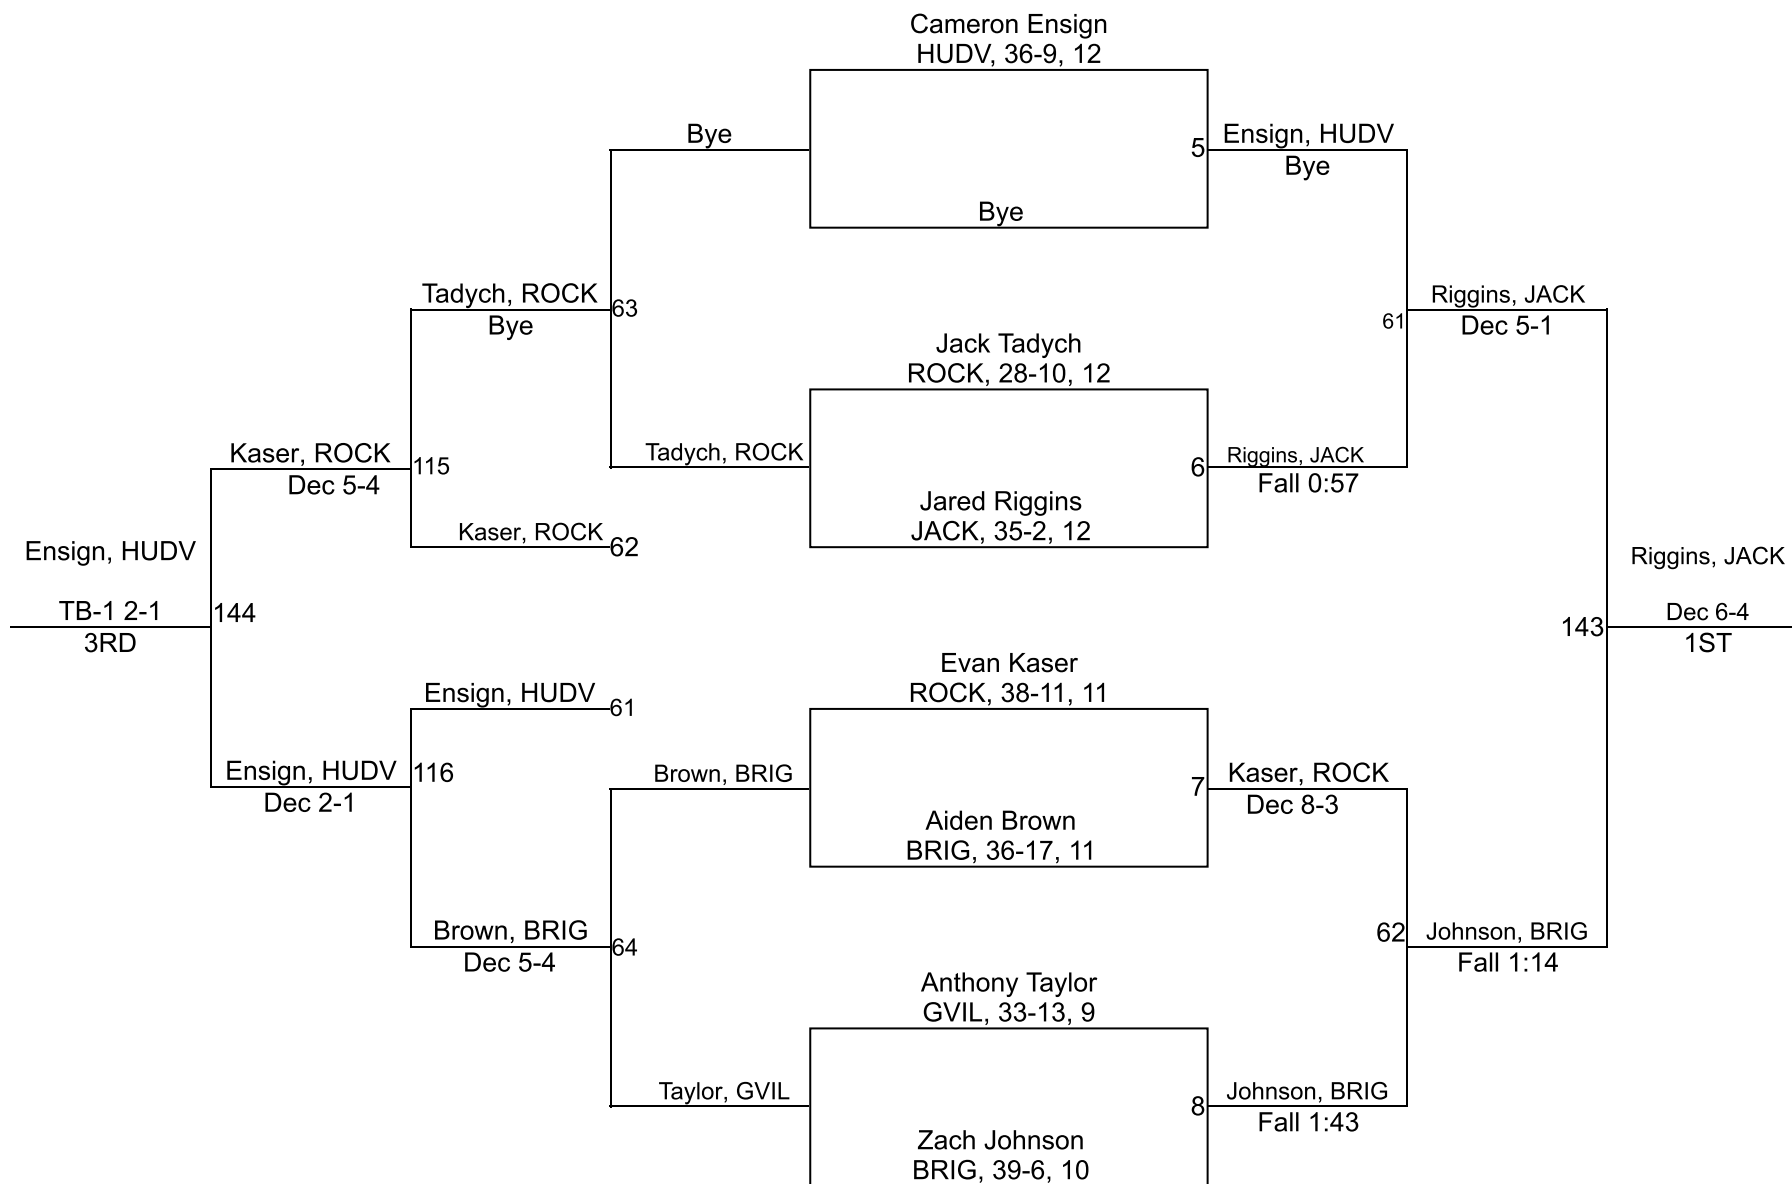 Cameron Ensign
HUDV, 36-9, 12
Bye
5
Ensign, HUDV
Bye
Bye
Tadych, ROCK
Bye
63
Riggins, JACK
Dec 5-1
61
Jack Tadych
ROCK, 28-10, 12
Kaser, ROCK
Dec 5-4
115
Tadych, ROCK
6
Riggins, JACK
Fall 0:57
Jared Riggins
JACK, 35-2, 12
Kaser, ROCK
62
Ensign, HUDV
TB-1 2-1
3RD
144
Riggins, JACK
Dec 6-4
1ST
143
Evan Kaser
ROCK, 38-11, 11
Ensign, HUDV
61
Ensign, HUDV
Dec 2-1
116
Brown, BRIG
7
Kaser, ROCK
Dec 8-3
Aiden Brown
BRIG, 36-17, 11
Brown, BRIG
Dec 5-4
64
62
Johnson, BRIG
Fall 1:14
Anthony Taylor
GVIL, 33-13, 9
Taylor, GVIL
8
Johnson, BRIG
Fall 1:43
Zach Johnson
BRIG, 39-6, 10